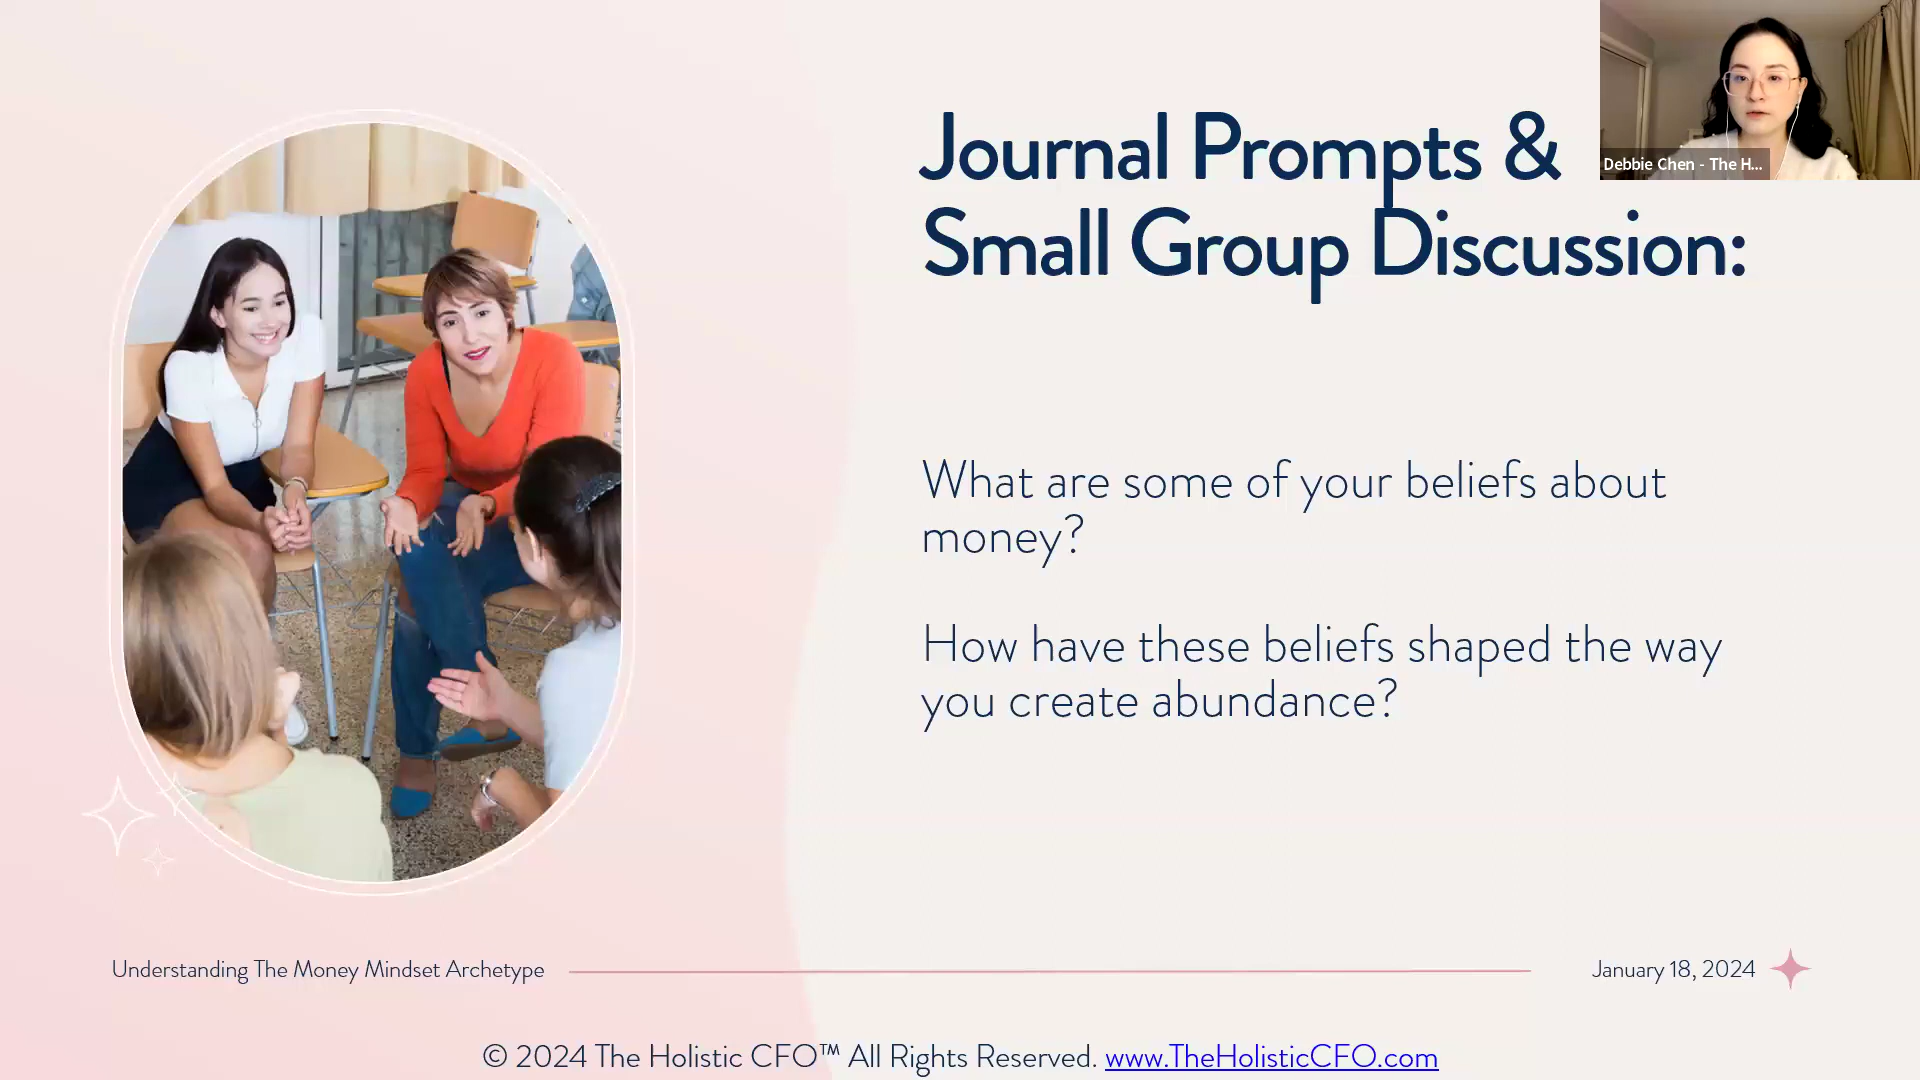 Journal Prompts &
Small Group Discussion:
Debbie Chen - The H...
What are some of your beliefs about
money?
How have these beliefs shaped the way
you create abundance?
Understanding The Money Mindset Archetype
January 18, 2024
© 2024 The Holistic CFO™ All Rights Reserved. www.TheHolisticCFO.com